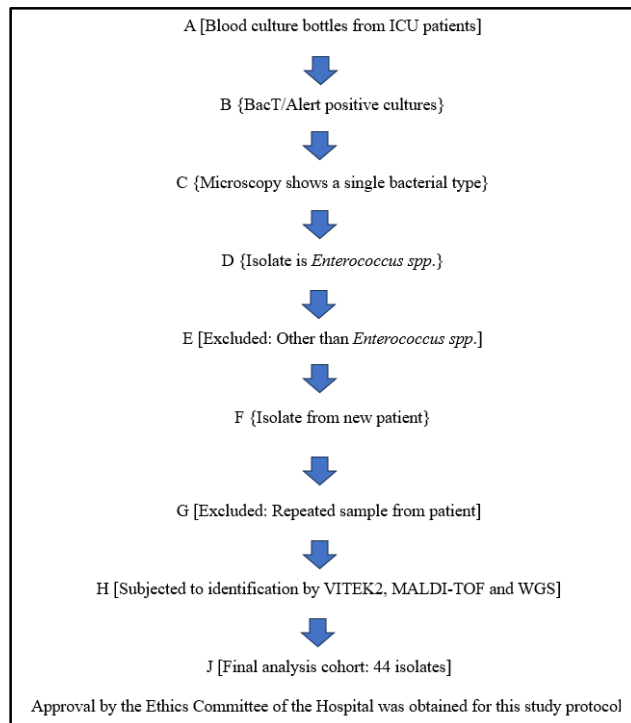 A [Blood culture bottles from ICU patients]
B {BacT/Alert positive cultures}
C {Microscopy shows a single bacterial type}
D {Isolate is Enterococcus spp.}
E [Excluded: Other than Enterococcus spp.]
F {Isolate from new patient}
G [Excluded: Repeated sample from patient]
H [Subjected to identification by VITEK2, MALDI-TOF and WGS]
J [Final analysis cohort: 44 isolates]
Approval by the Ethics Committee of the Hospital was obtained for this study protocol